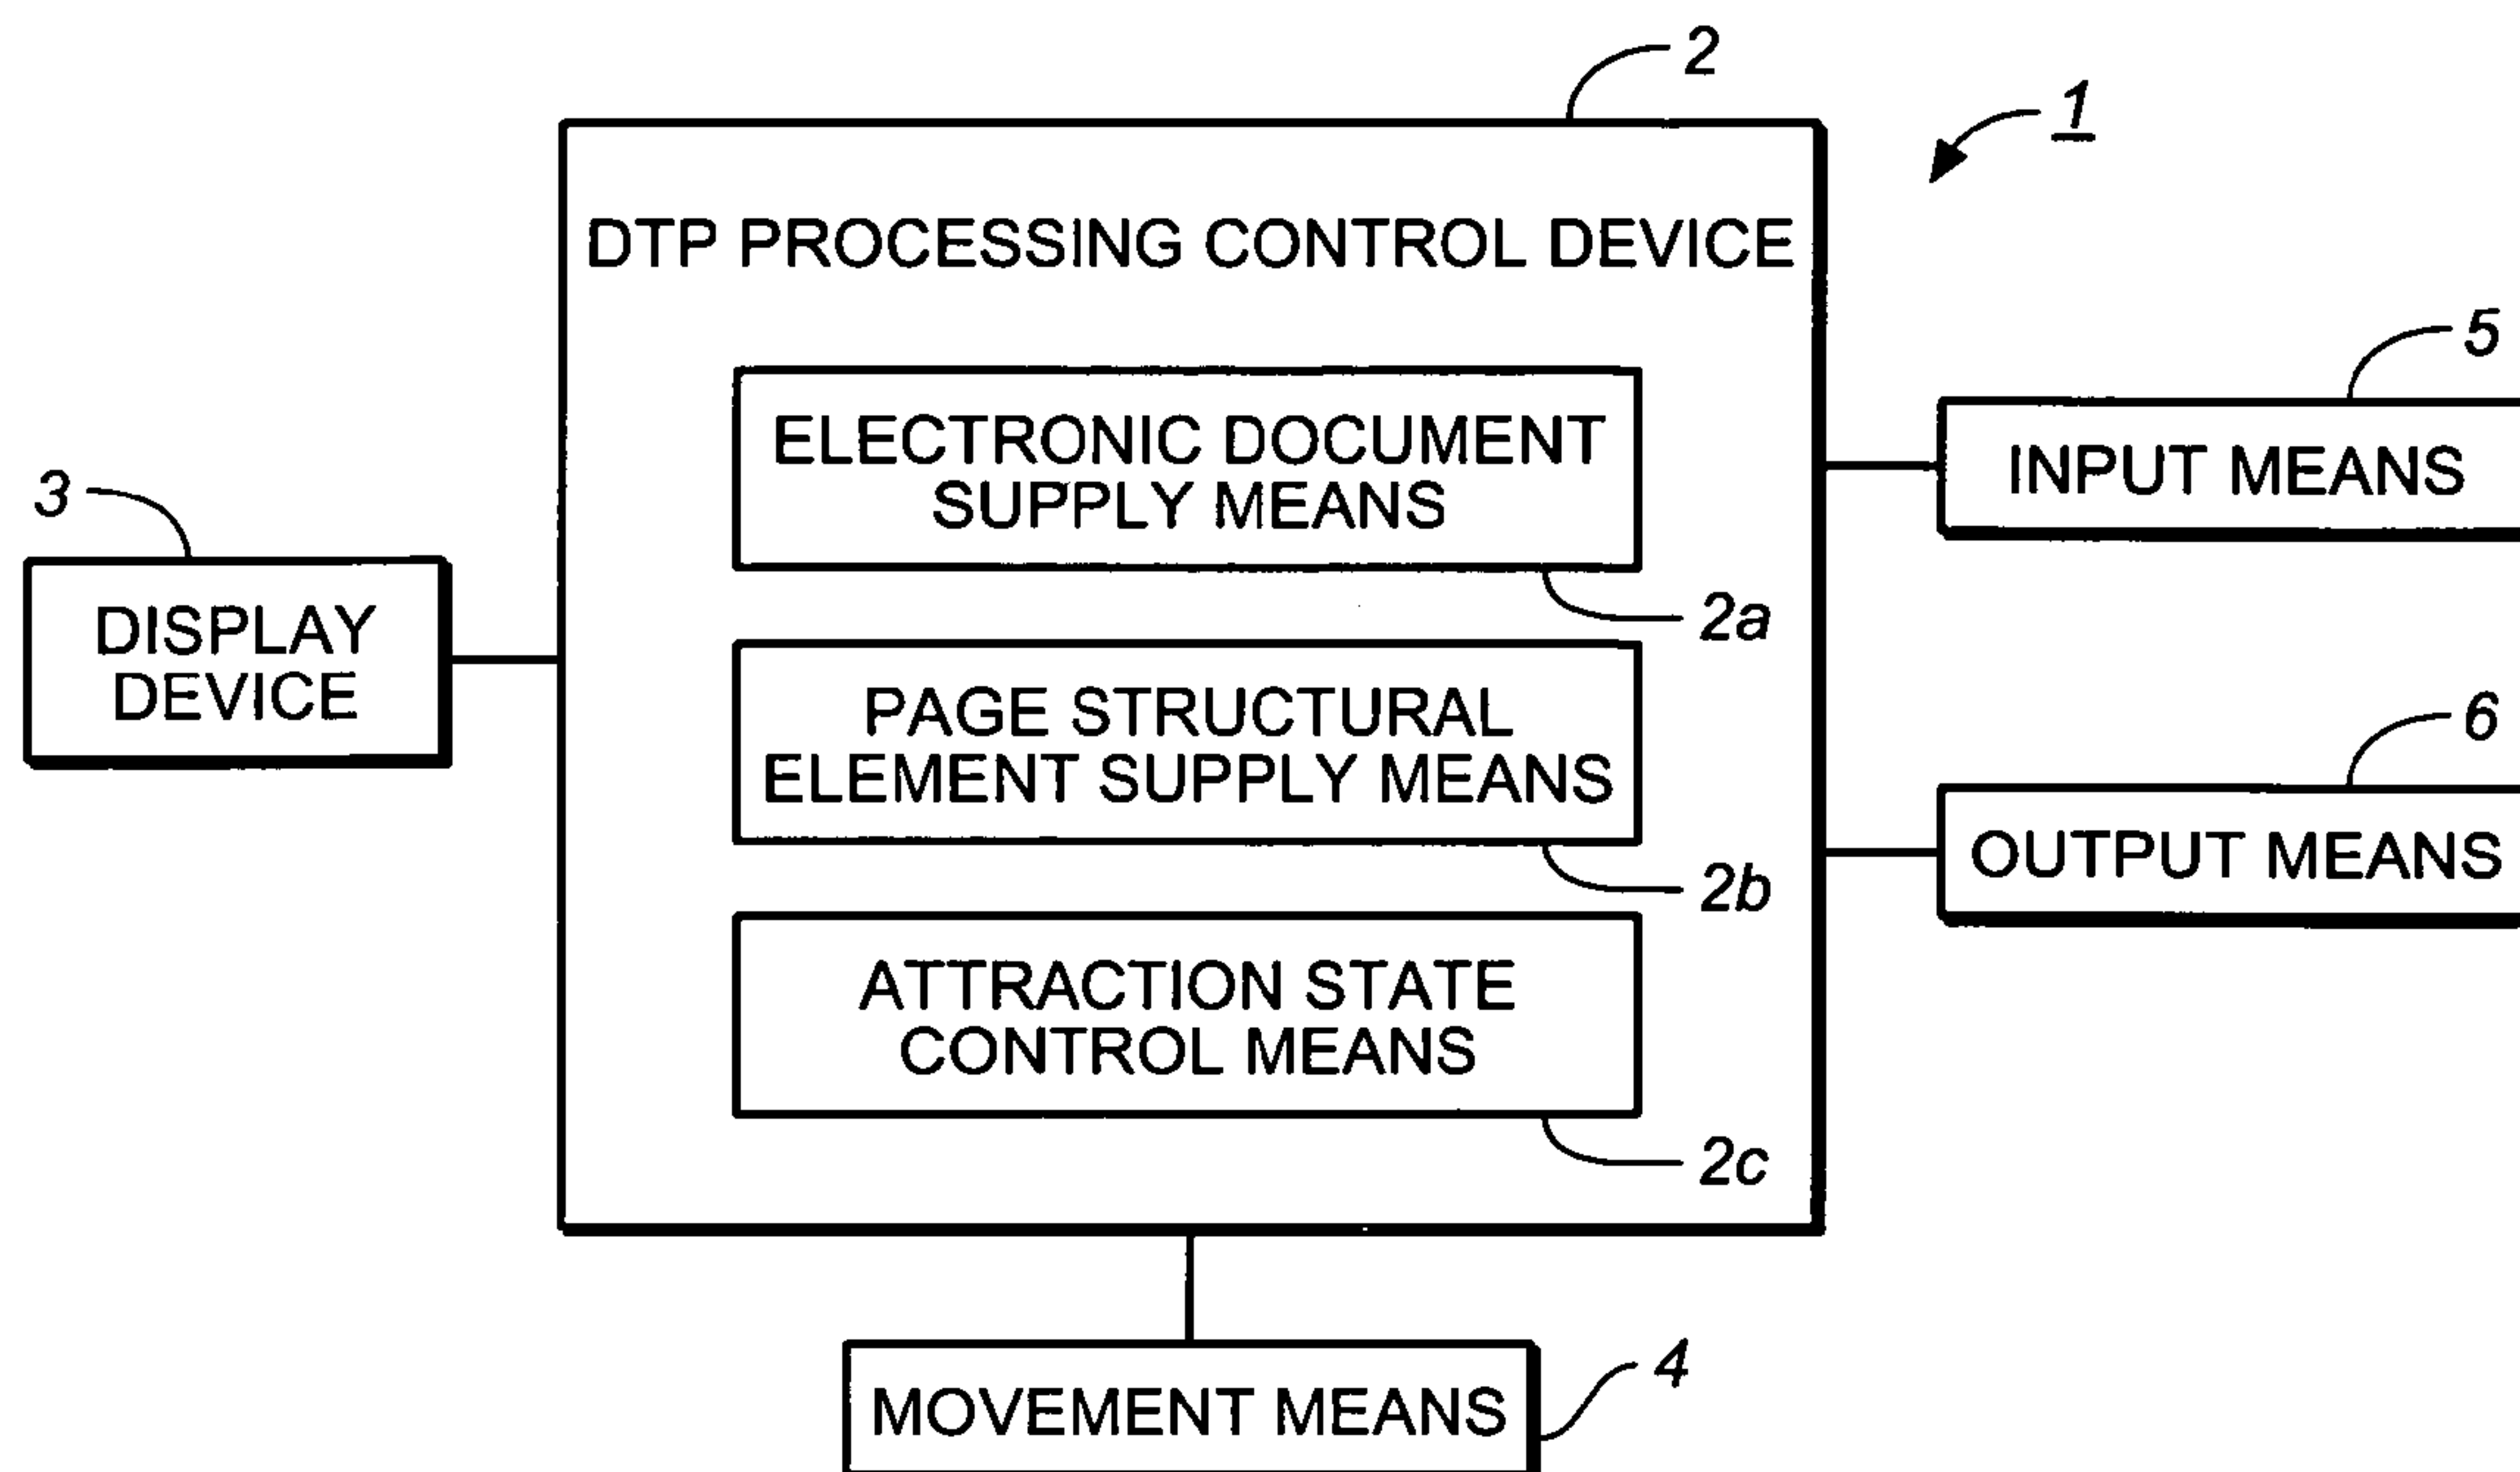 2
1
DTP PROCESSING CONTROL DEVICE
5
ELECTRONIC DOCUMENT
SUPPLY MEANS
INPUT MEANS
3
2a
DISPLAY
DEVICE
PAGE STRUCTURAL
ELEMENT SUPPLY MEANS
6
OUTPUT MEANS
2b
ATTRACTION STATE
CONTROL MEANS
2c
4
MOVEMENT MEANS